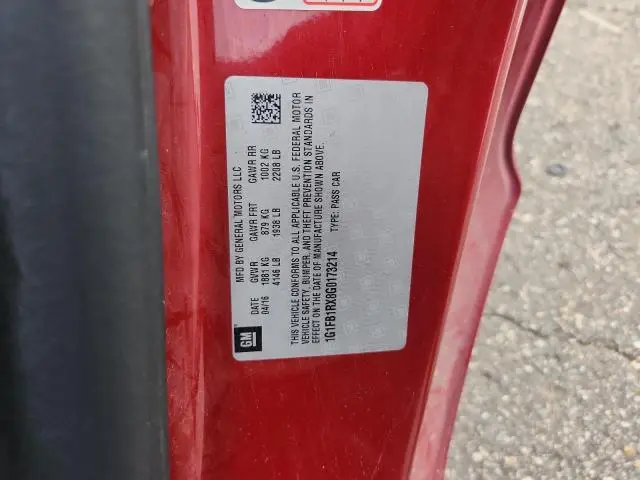 MFD BY GENERAL MOTORS LLC
DATE GVWR GAWR FRT GAWR RR
04/16 1881 KG 879 KG 1002 KG
4146 LB 1938 LB 2208 LB
THIS VEHICLE CONFORMS TO ALL APPLICABLE U.S. FEDERAL MOTOR
VEHICLE SAFETY, BUMPER, AND THEFT PREVENTION STANDARDS IN
EFFECT ON THE DATE OF MANUFACTURE SHOWN ABOVE.
1G1FB1RX8G0173214 TYPE: PASS CAR
GM